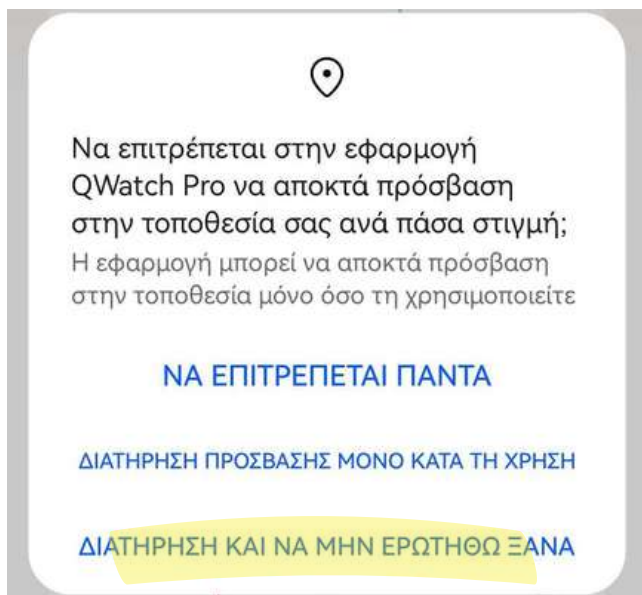 Να επιτρέπεται στην εφαρμογή
QWatch Pro να αποκτά πρόσβαση
στην τοποθεσία σας ανά πάσα στιγμή;
Η εφαρμογή μπορεί να αποκτά πρόσβαση
στην τοποθεσία μόνο όσο τη χρησιμοποιείτε
ΝΑ ΕΠΙΤΡΕΠΕΤΑΙ ΠΑΝΤΑ
ΔΙΑΤΗΡΗΣΗ ΠΡΟΣΒΑΣΗΣ ΜΟΝΟ ΚΑΤΑ ΤΗ ΧΡΗΣΗ
ΔΙΑΤΗΡΗΣΗ ΚΑΙ ΝΑ ΜΗΝ ΕΡΩΤΗΘΩ ΞΑΝΑ